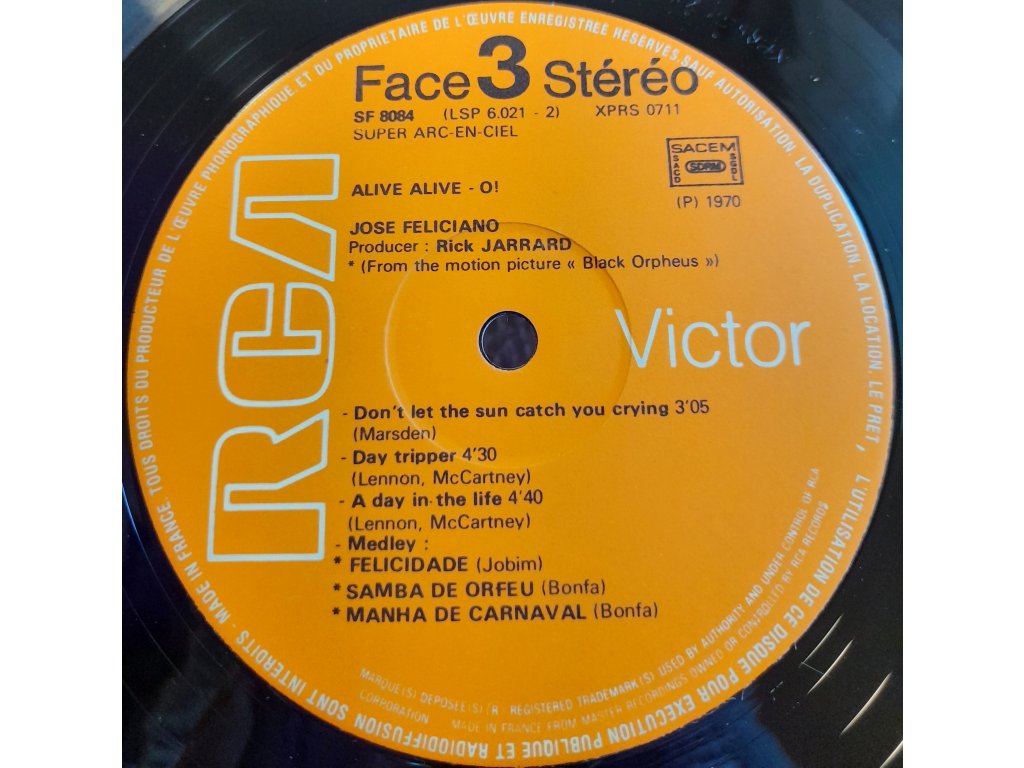 Face 3 Stéréo
SF 8084 (LSP 6.021 - 2) XPRS 0711
SUPER ARC-EN-CIEL
SACEM
SACD SDRM SGDL
(P) 1970
ALIVE ALIVE - O!
JOSE FELICIANO
Producer : Rick JARRARD
* (From the motion picture « Black Orpheus »)
RCA
Victor
- Don't let the sun catch you crying 3'05
(Marsden)
- Day tripper 4'30
(Lennon, McCartney)
- A day in the life 4'40
(Lennon, McCartney)
- Medley :
* FELICIDADE (Jobim)
* SAMBA DE ORFEU (Bonfa)
* MANHA DE CARNAVAL (Bonfa)
MARQUE(S) DEPOSÉE(S) (R - REGISTERED TRADEMARK(S) USED BY AUTHORITY AND UNDER CONTROL OF RCA
CORPORATION MADE IN FRANCE FROM MASTER RECORDINGS OWNED OR CONTROLLED BY RCA RECORDS
MADE IN FRANCE. TOUS DROITS DU PRODUCTEUR DE L'ŒUVRE PHONOGRAPHIQUE ET DU PROPRIETAIRE DE L'ŒUVRE ENREGISTRÉE RESERVES. SAUF AUTORISATION, LA DUPLICATION, LA LOCATION, LE PRET, L'UTILISATION DE CE DISQUE POUR EXECUTION PUBLIQUE ET RADIODIFFUSION SONT INTERDITS -